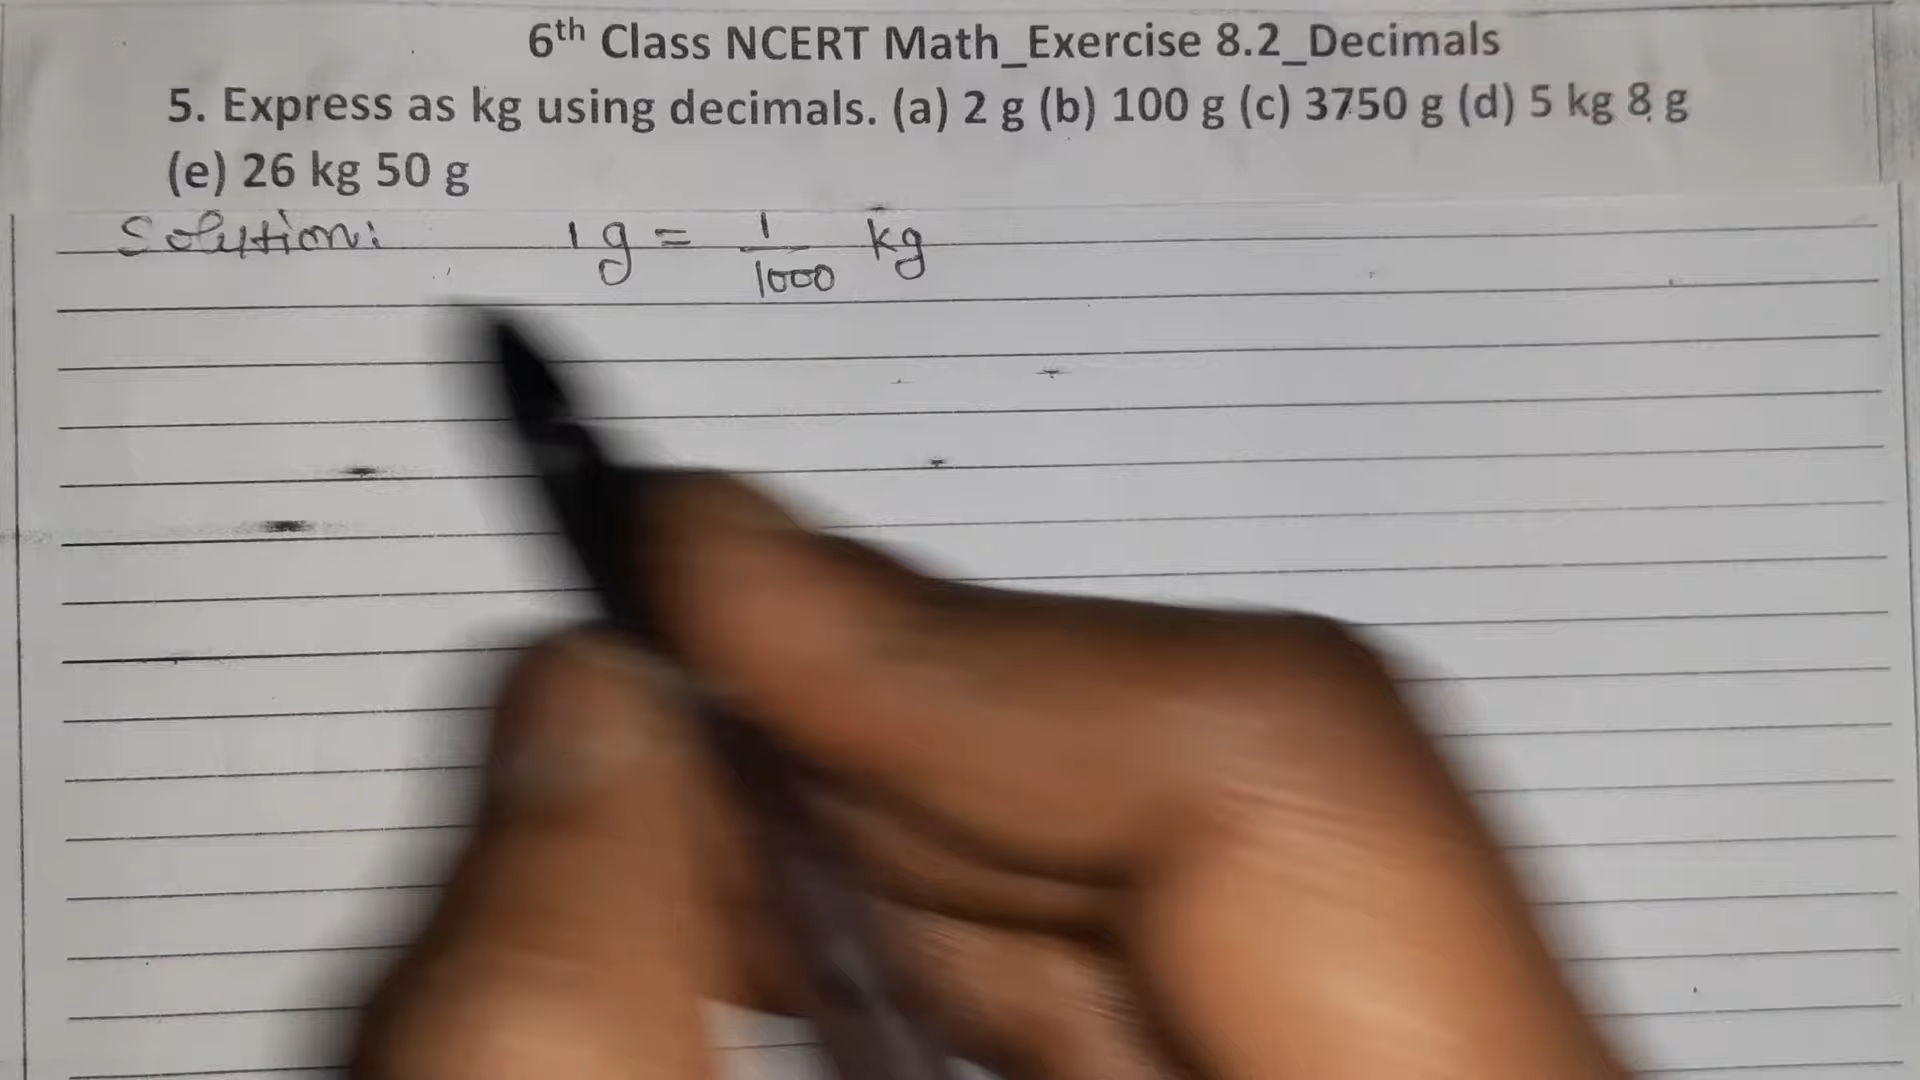 6th Class NCERT Math_Exercise 8.2_Decimals
5. Express as kg using decimals. (a) 2 g (b) 100 g (c) 3750 g (d) 5 kg 8 g
(e) 26 kg 50 g
Solution: 1 g = 1/1000 kg